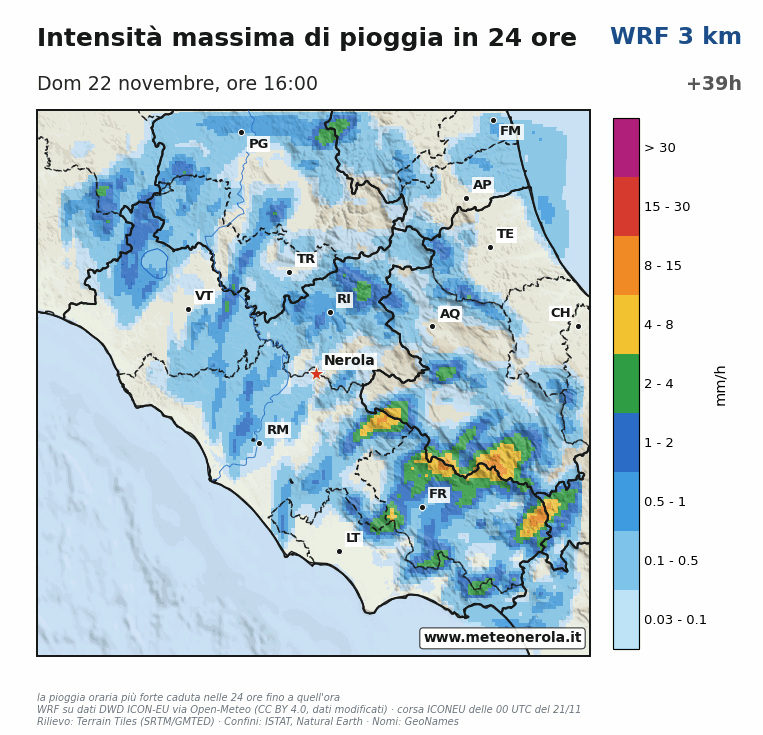 Intensità massima di pioggia in 24 ore
WRF 3 km
Dom 22 novembre, ore 16:00
+39h
FM
PG
AP
TE
TR
VT
RI
AQ
CH
Nerola
RM
FR
LT
www.meteonerola.it
> 30
15 - 30
8 - 15
4 - 8
2 - 4
1 - 2
0.5 - 1
0.1 - 0.5
0.03 - 0.1
mm/h
la pioggia oraria più forte caduta nelle 24 ore fino a quell'ora
WRF su dati DWD ICON-EU via Open-Meteo (CC BY 4.0, dati modificati) · corsa ICONEU delle 00 UTC del 21/11
Rilievo: Terrain Tiles (SRTM/GMTED) · Confini: ISTAT, Natural Earth · Nomi: GeoNames